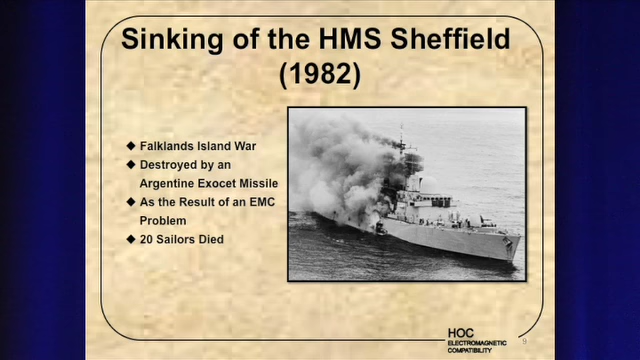 Sinking of the HMS Sheffield
(1982)
Falklands Island War
Destroyed by an
Argentine Exocet Missile
As the Result of an EMC
Problem
20 Sailors Died
HOC
ELECTROMAGNETIC
COMPATIBILITY
9